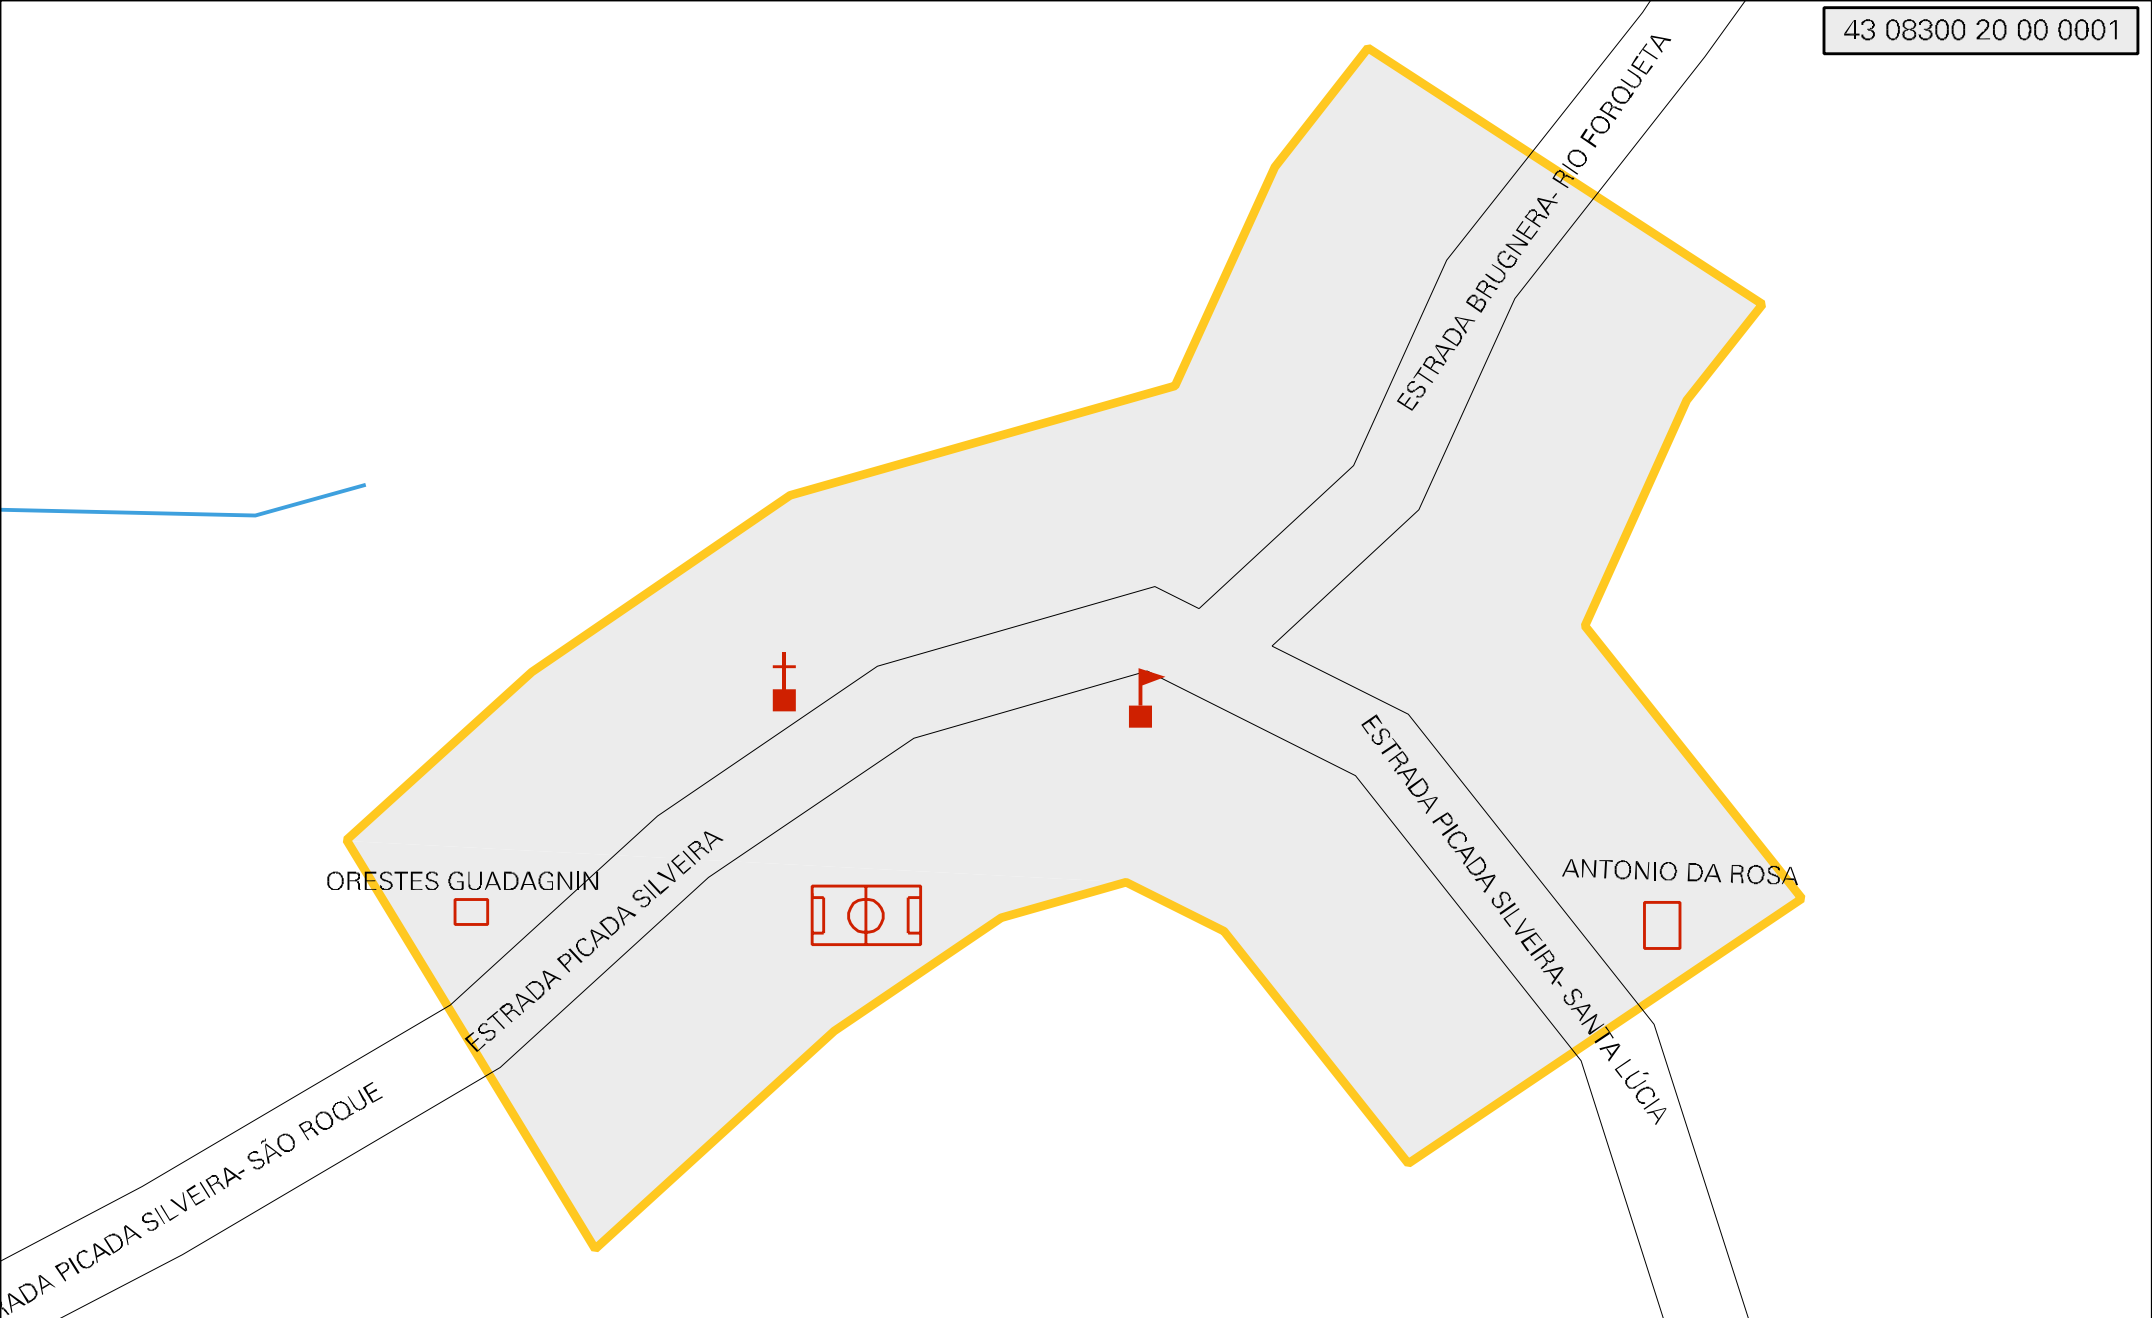 43 08300 20 00 0001
ESTRADA BRUGNERA- RIO FORQUETA
ESTRADA PICADA SILVEIRA- SANTA LÚCIA
ANTONIO DA ROSA
ORESTES GUADAGNIN
ESTRADA PICADA SILVEIRA
RADA PICADA SILVEIRA- SÃO ROQUE